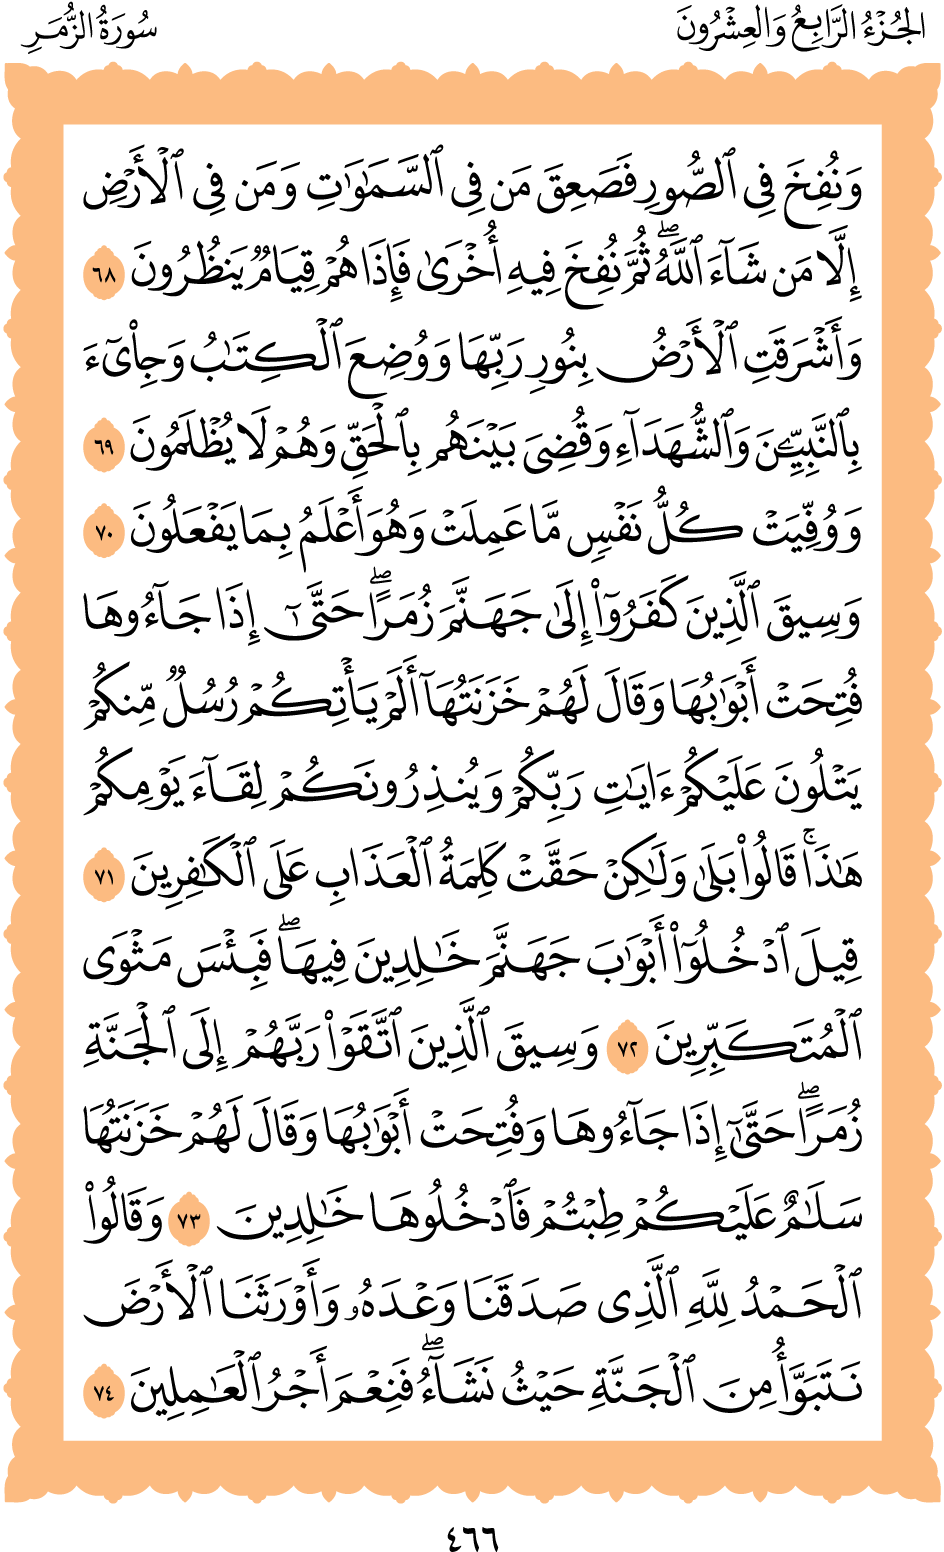 الجُزْءُ الرَّابِعُ وَالعِشْرُونَ
سُورَةُ الزُّمَرِ
وَنُفِخَ فِى ٱلصُّورِ فَصَعِقَ مَن فِى ٱلسَّمَٰوَٰتِ وَمَن فِى ٱلْأَرْضِ
إِلَّا مَن شَآءَ ٱللَّهُ ۖ ثُمَّ نُفِخَ فِيهِ أُخْرَىٰ فَإِذَا هُمْ قِيَامٌ يَنظُرُونَ ٦٨
وَأَشْرَقَتِ ٱلْأَرْضُ بِنُورِ رَبِّهَا وَوُضِعَ ٱلْكِتَٰبُ وَجِا۟ىٓءَ
بِٱلنَّبِيِّـۧنَ وَٱلشُّهَدَآءِ وَقُضِىَ بَيْنَهُم بِٱلْحَقِّ وَهُمْ لَا يُظْلَمُونَ ٦٩
وَوُفِّيَتْ كُلُّ نَفْسٍ مَّا عَمِلَتْ وَهُوَ أَعْلَمُ بِمَا يَفْعَلُونَ ٧٠
وَسِيقَ ٱلَّذِينَ كَفَرُوٓا۟ إِلَىٰ جَهَنَّمَ زُمَرًا ۖ حَتَّىٰٓ إِذَا جَآءُوهَا
فُتِحَتْ أَبْوَٰبُهَا وَقَالَ لَهُمْ خَزَنَتُهَآ أَلَمْ يَأْتِكُمْ رُسُلٌ مِّنكُمْ
يَتْلُونَ عَلَيْكُمْ ءَايَٰتِ رَبِّكُمْ وَيُنذِرُونَكُمْ لِقَآءَ يَوْمِكُمْ
هَٰذَا ۚ قَالُوا۟ بَلَىٰ وَلَٰكِنْ حَقَّتْ كَلِمَةُ ٱلْعَذَابِ عَلَى ٱلْكَٰفِرِينَ ٧١
قِيلَ ٱدْخُلُوٓا۟ أَبْوَٰبَ جَهَنَّمَ خَٰلِدِينَ فِيهَا ۖ فَبِئْسَ مَثْوَى
ٱلْمُتَكَبِّرِينَ ٧٢ وَسِيقَ ٱلَّذِينَ ٱتَّقَوْا۟ رَبَّهُمْ إِلَى ٱلْجَنَّةِ
زُمَرًا ۖ حَتَّىٰٓ إِذَا جَآءُوهَا وَفُتِحَتْ أَبْوَٰبُهَا وَقَالَ لَهُمْ خَزَنَتُهَا
سَلَٰمٌ عَلَيْكُمْ طِبْتُمْ فَٱدْخُلُوهَا خَٰلِدِينَ ٧٣ وَقَالُوا۟
ٱلْحَمْدُ لِلَّهِ ٱلَّذِى صَدَقَنَا وَعْدَهُۥ وَأَوْرَثَنَا ٱلْأَرْضَ
نَتَبَوَّأُ مِنَ ٱلْجَنَّةِ حَيْثُ نَشَآءُ ۖ فَنِعْمَ أَجْرُ ٱلْعَٰمِلِينَ ٧٤
٤٦٦